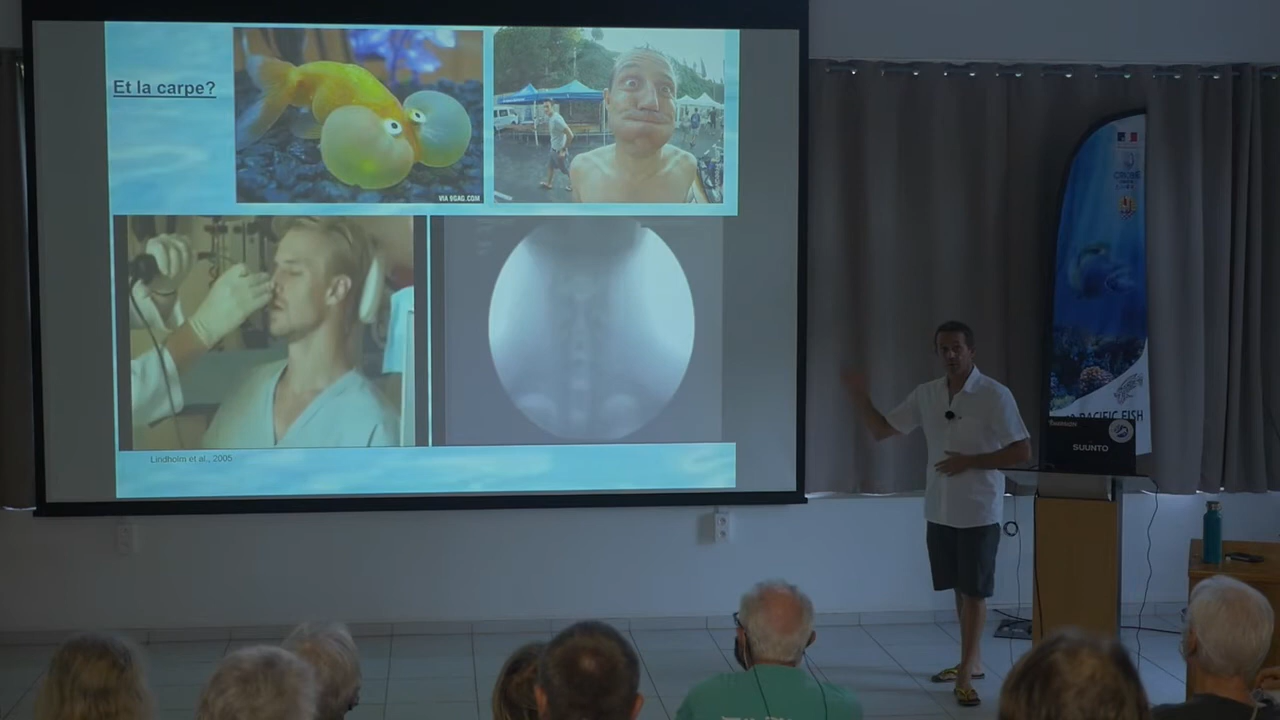 Et la carpe?
VIA 9GAG.COM
Lindholm et al., 2005
PACIFIC FISH
SUUNTO